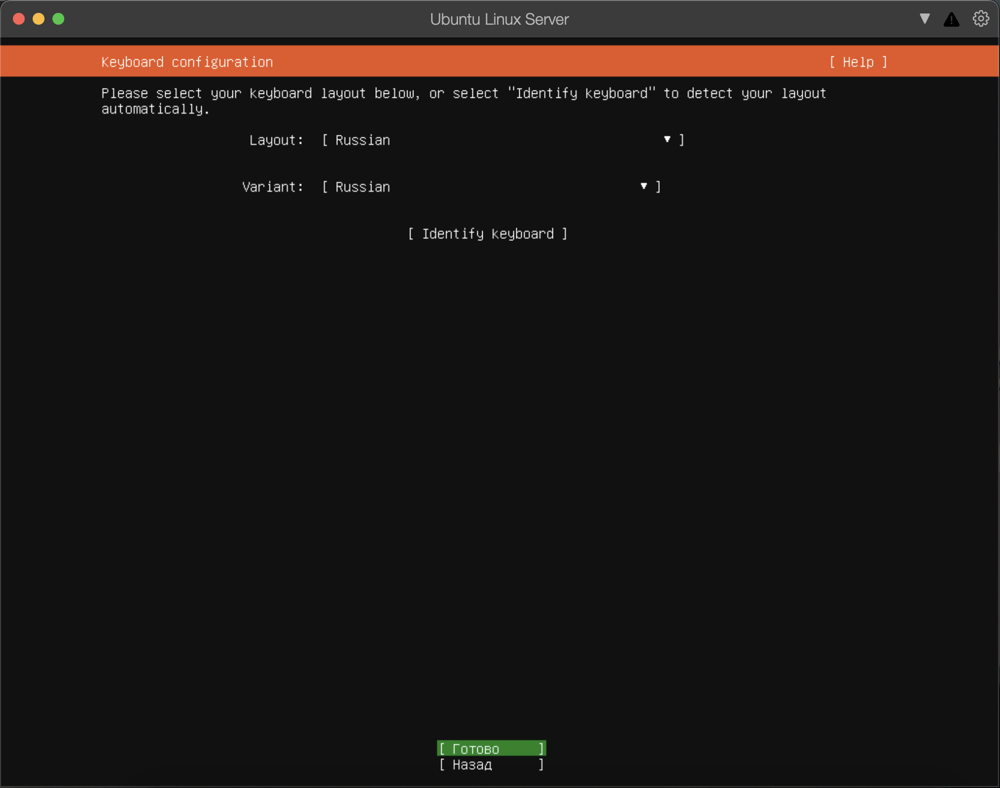 Ubuntu Linux Server
Keyboard configuration [ Help ]
Please select your keyboard layout below, or select "Identify keyboard" to detect your layout
automatically.
Layout: [ Russian ▼ ]
Variant: [ Russian ▼ ]
[ Identify keyboard ]
[ Готово ]
[ Назад ]